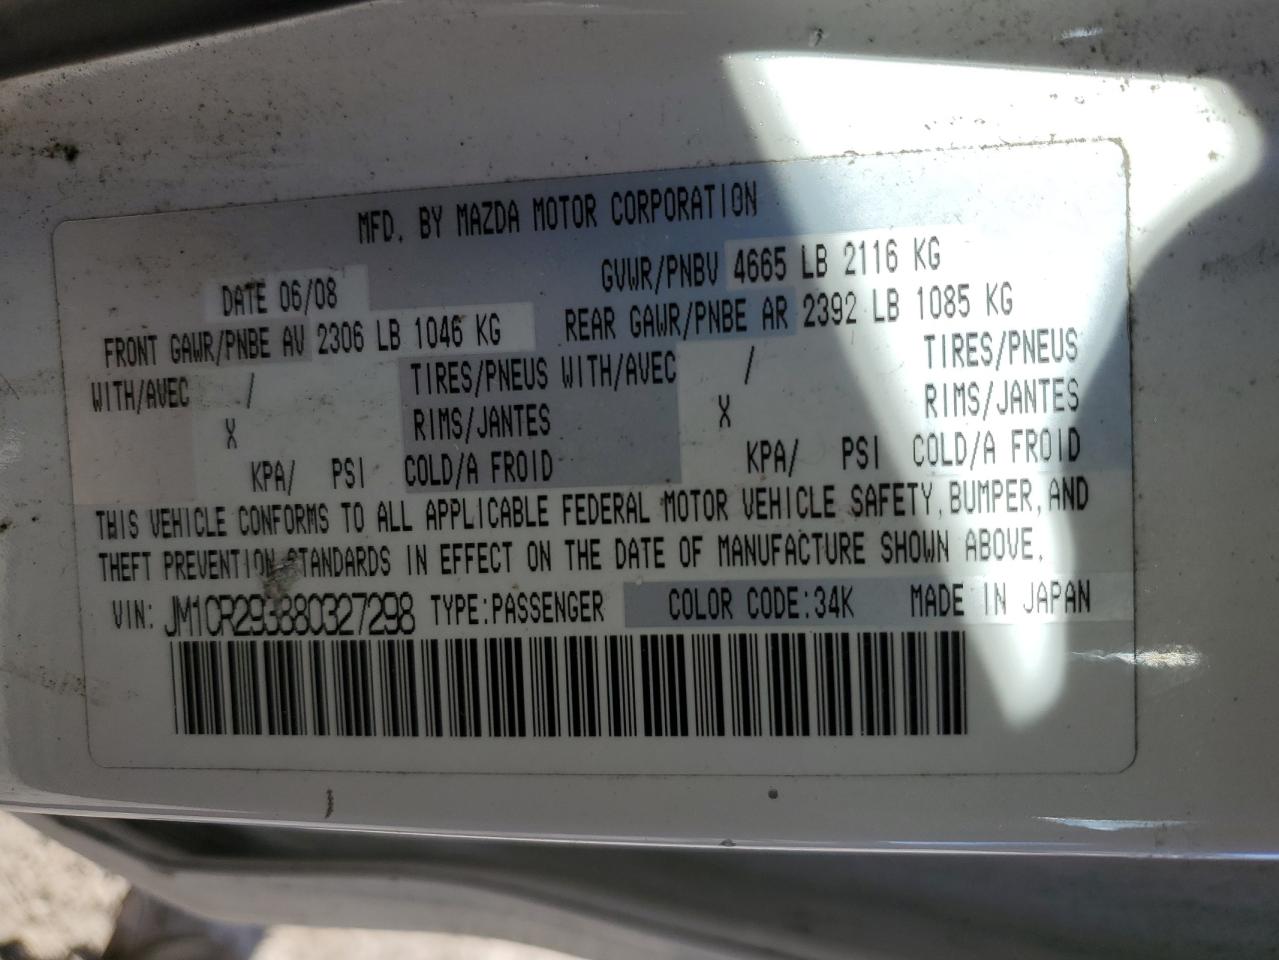 MFD. BY MAZDA MOTOR CORPORATION
DATE 06/08 GVWR/PNBV 4665 LB 2116 KG
FRONT GAWR/PNBE AV 2306 LB 1046 KG REAR GAWR/PNBE AR 2392 LB 1085 KG
WITH/AVEC / TIRES/PNEUS WITH/AVEC / TIRES/PNEUS
X RIMS/JANTES X RIMS/JANTES
KPA/ PSI COLD/A FROID KPA/ PSI COLD/A FROID
THIS VEHICLE CONFORMS TO ALL APPLICABLE FEDERAL MOTOR VEHICLE SAFETY, BUMPER, AND
THEFT PREVENTION STANDARDS IN EFFECT ON THE DATE OF MANUFACTURE SHOWN ABOVE.
VIN: JM1CR293880327298 TYPE:PASSENGER COLOR CODE:34K MADE IN JAPAN